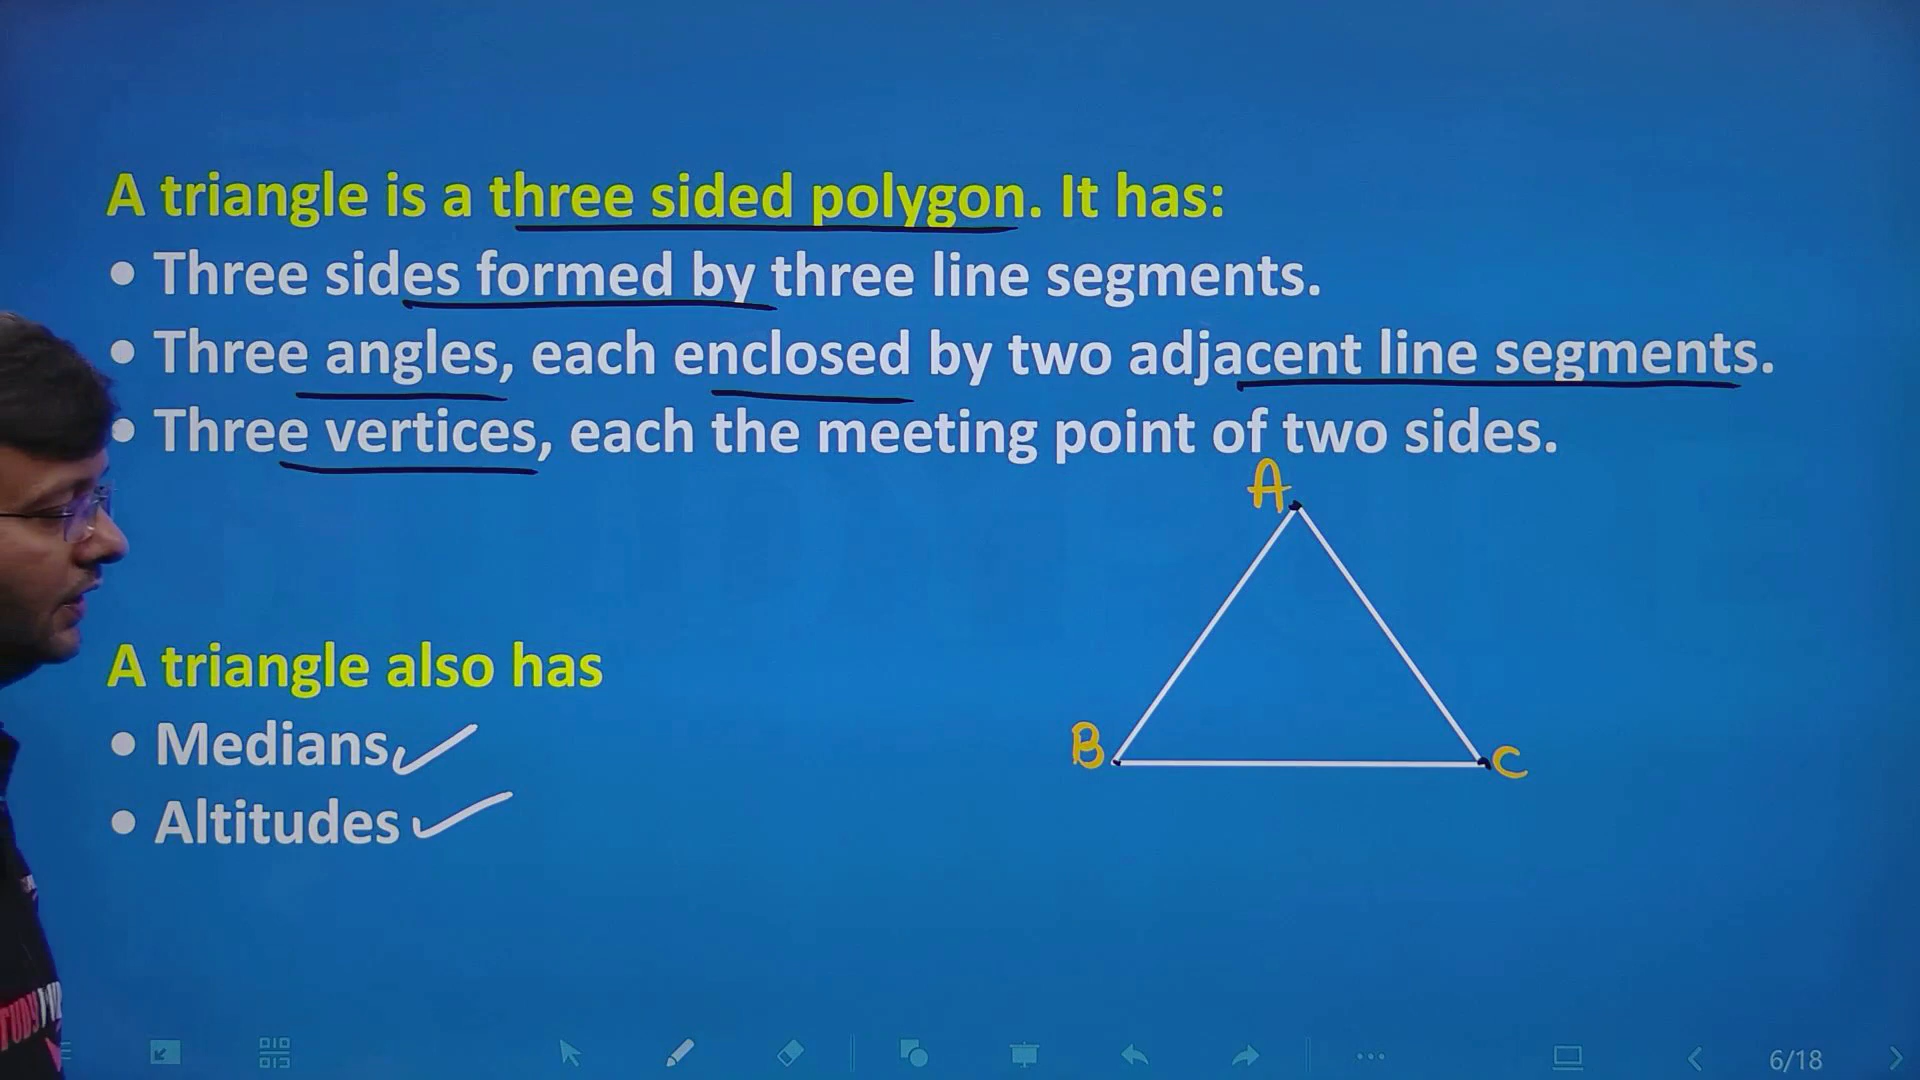 A triangle is a three sided polygon. It has:
• Three sides formed by three line segments.
• Three angles, each enclosed by two adjacent line segments.
• Three vertices, each the meeting point of two sides.
A
B
C
A triangle also has
• Medians
• Altitudes
6/18